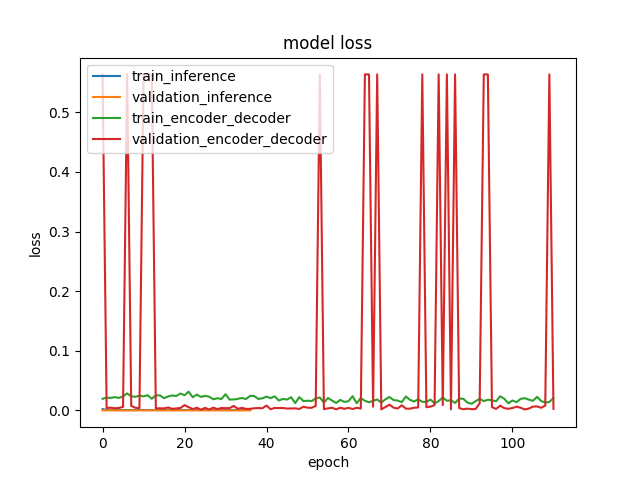 model loss
train_inference
validation_inference
train_encoder_decoder
validation_encoder_decoder
loss
0.5
0.4
0.3
0.2
0.1
0.0
0 20 40 60 80 100
epoch